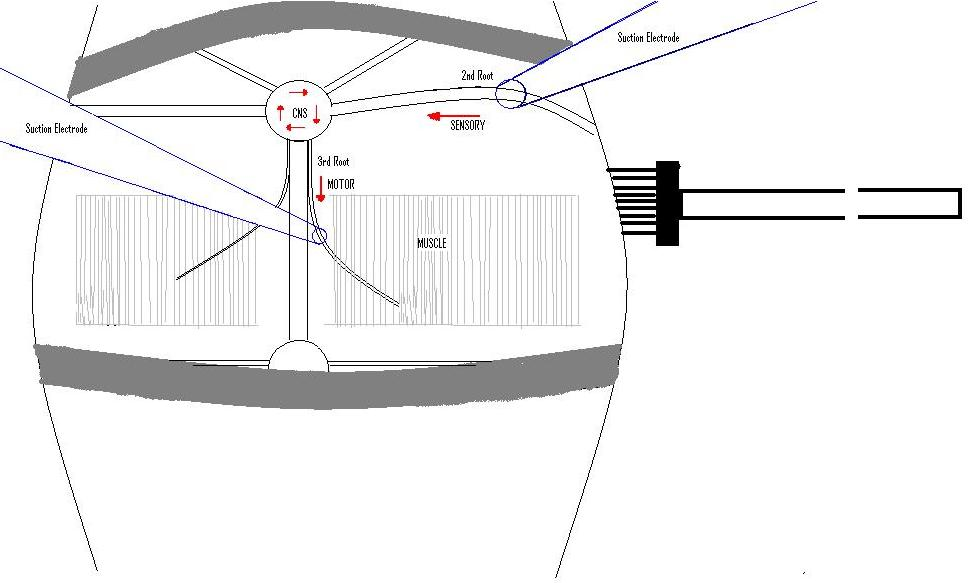 Suction Electrode
2nd Root
CNS
SENSORY
Suction Electrode
3rd Root
MOTOR
MUSCLE